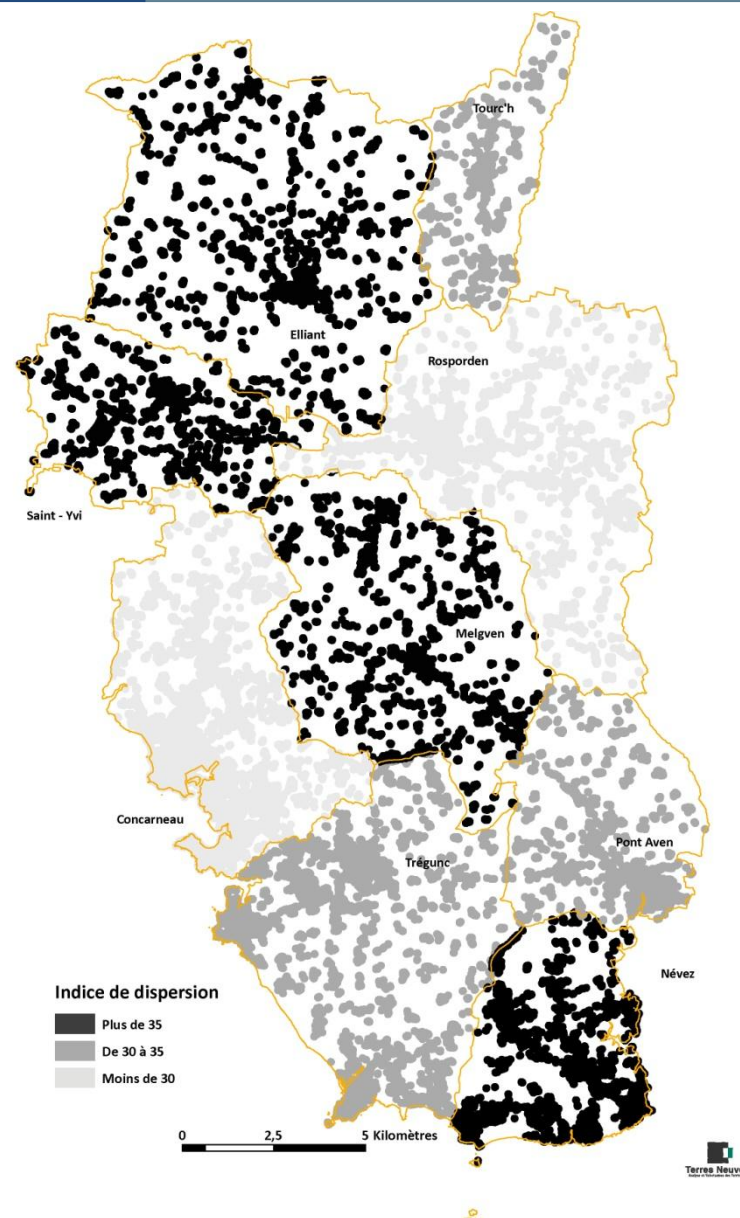 Tourc'h
Elliant
Rosporden
Saint - Yvi
Melgven
Concarneau
Trégunc
Pont Aven
Névez
Indice de dispersion
Plus de 35
De 30 à 35
Moins de 30
0 2,5 5 Kilomètres
Terres Neuv